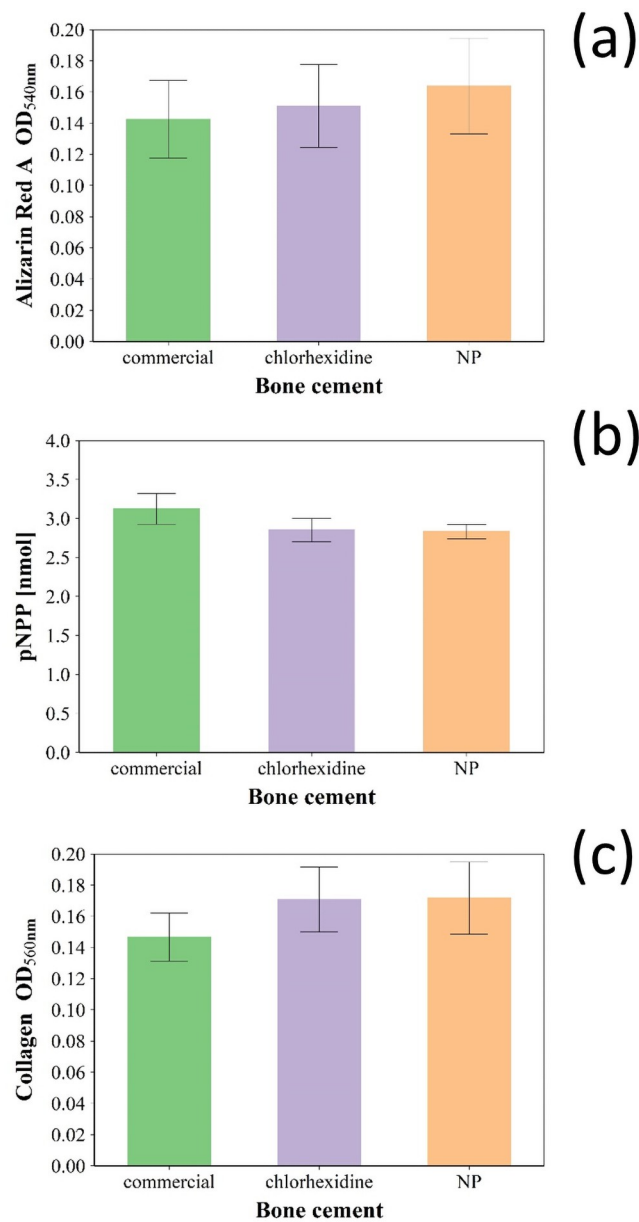 (a)
0.20
0.18
0.16
0.14
0.12
0.10
0.08
0.06
0.04
0.02
0.00
Alizarin Red A OD540nm
commercial chlorhexidine NP
Bone cement
(b)
4.0
3.5
3.0
2.5
2.0
1.5
1.0
0.5
0.0
pNPP [nmol]
commercial chlorhexidine NP
Bone cement
(c)
0.20
0.18
0.16
0.14
0.12
0.10
0.08
0.06
0.04
0.02
0.00
Collagen OD560nm
commercial chlorhexidine NP
Bone cement